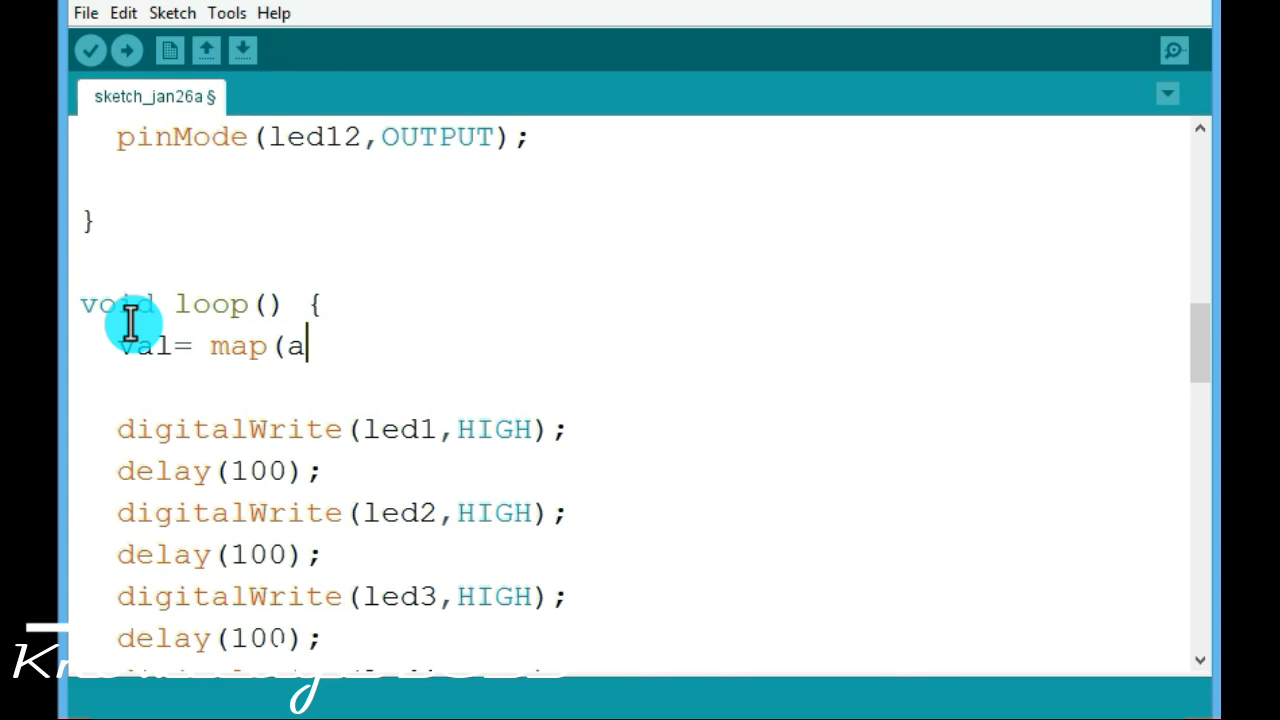 File Edit Sketch Tools Help
sketch_jan26a §
pinMode(led12,OUTPUT);
}
void loop() {
val= map(a
digitalWrite(led1,HIGH);
delay(100);
digitalWrite(led2,HIGH);
delay(100);
digitalWrite(led3,HIGH);
delay(100);